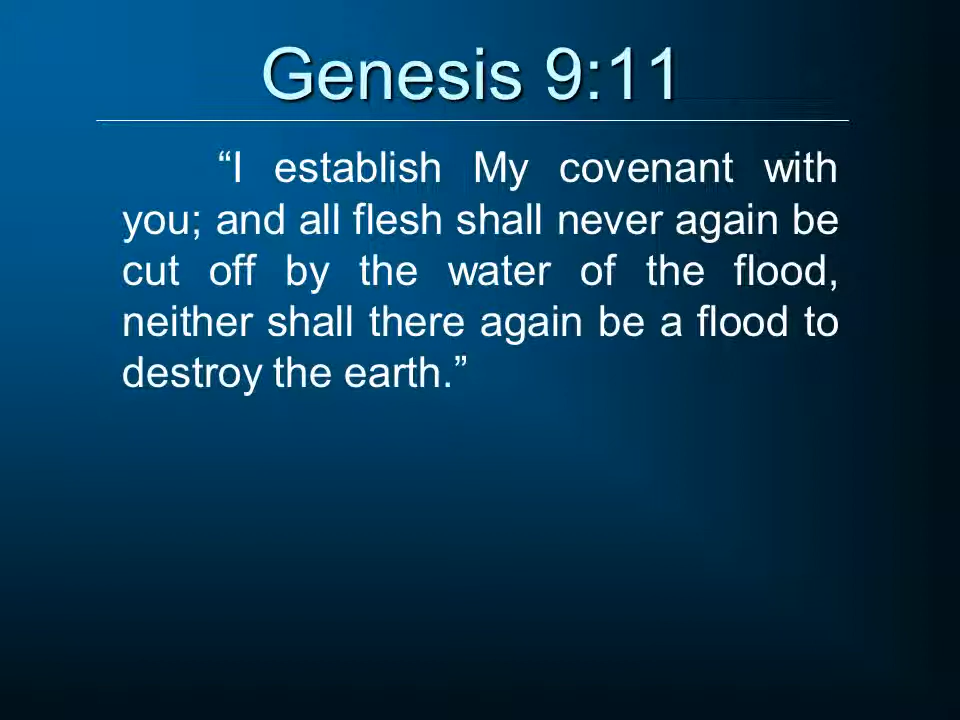 Genesis 9:11
“I establish My covenant with
you; and all flesh shall never again be
cut off by the water of the flood,
neither shall there again be a flood to
destroy the earth.”